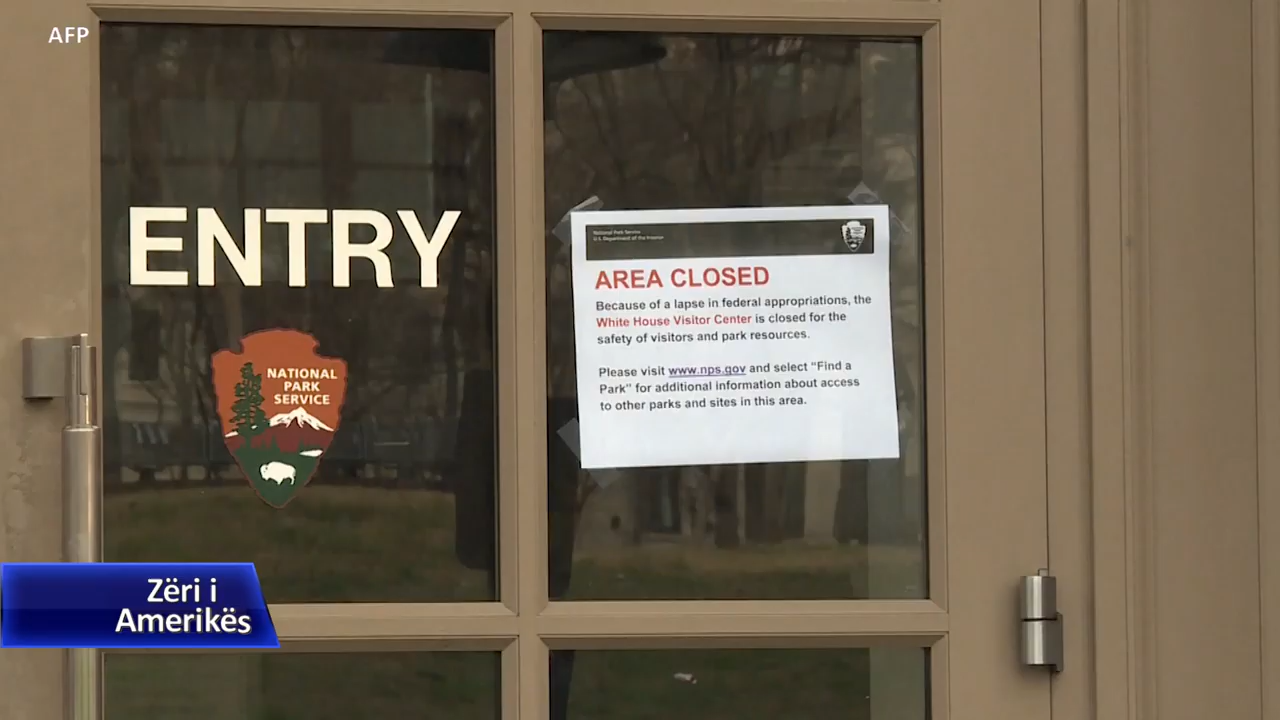 AFP
ENTRY
NATIONAL
PARK
SERVICE
National Park Service
U.S. Department of the Interior
AREA CLOSED
Because of a lapse in federal appropriations, the
White House Visitor Center is closed for the
safety of visitors and park resources.
Please visit www.nps.gov and select “Find a
Park” for additional information about access
to other parks and sites in this area.
Zëri i
Amerikës